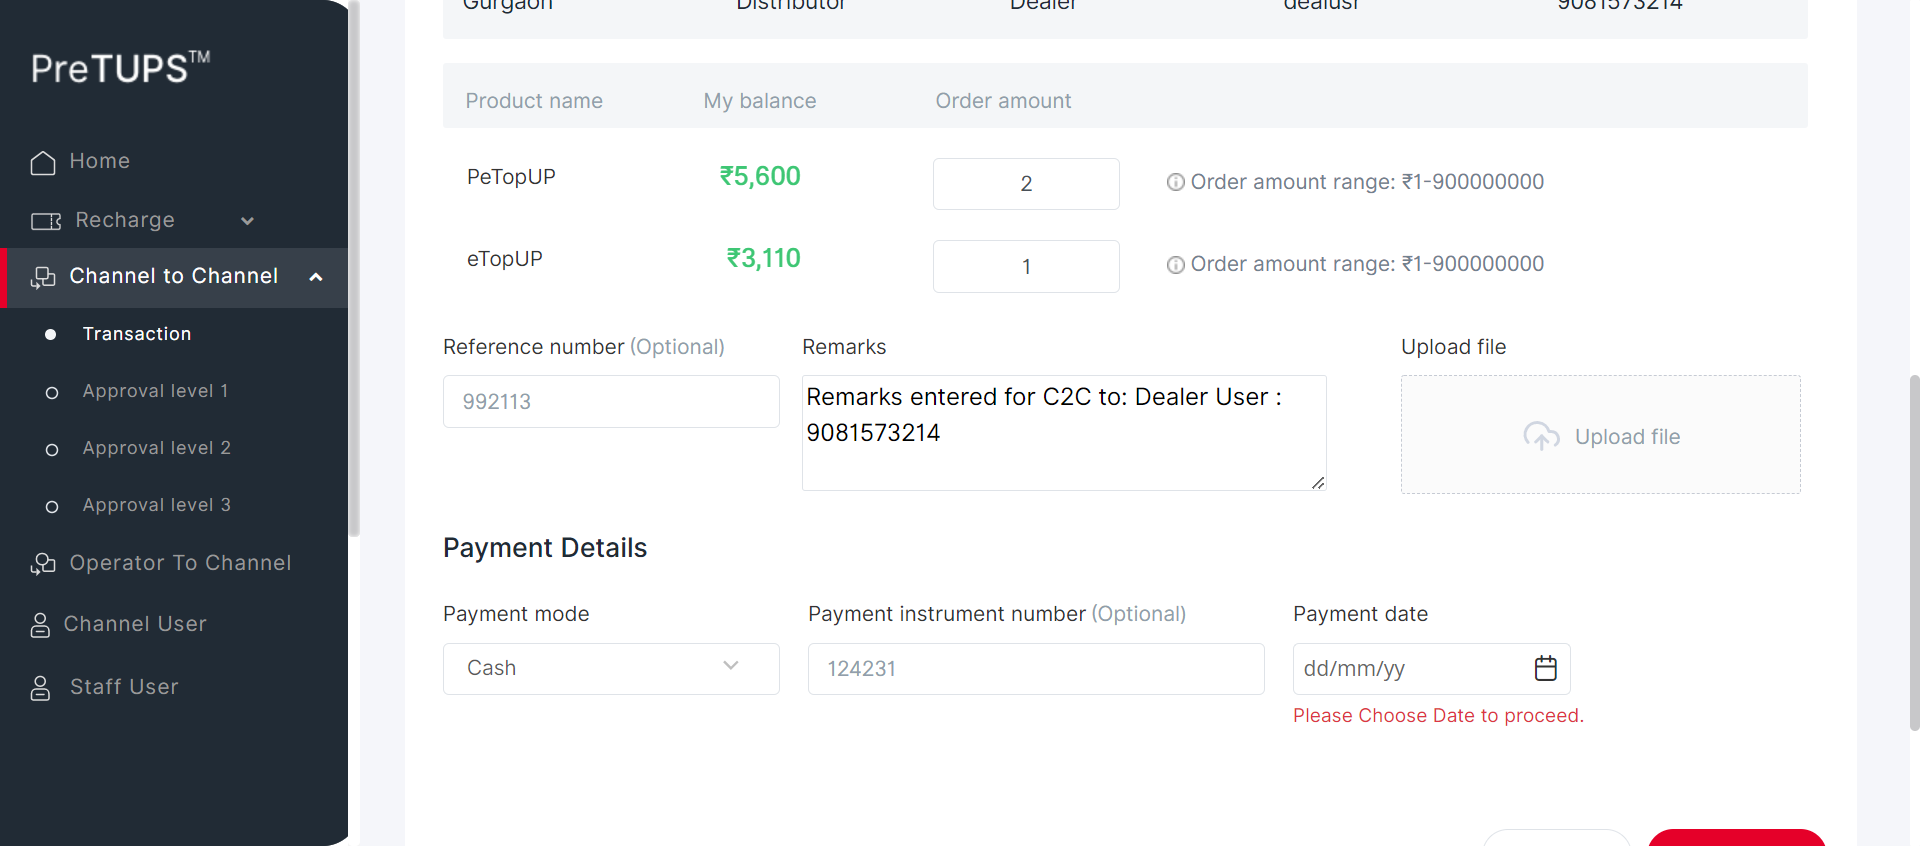 Gurgaon Distributor Dealer dealusr 9081573214
PreTUPS™
Product name My balance Order amount
Home
PeTopUP ₹5,600 2 Order amount range: ₹1-900000000
Recharge
eTopUP ₹3,110 1 Order amount range: ₹1-900000000
Channel to Channel
Transaction
Approval level 1
Approval level 2
Approval level 3
Operator To Channel
Channel User
Staff User
Reference number (Optional) Remarks Upload file
992113
Remarks entered for C2C to: Dealer User :
9081573214
Upload file
Payment Details
Payment mode Payment instrument number (Optional) Payment date
Cash 124231 dd/mm/yy
Please Choose Date to proceed.